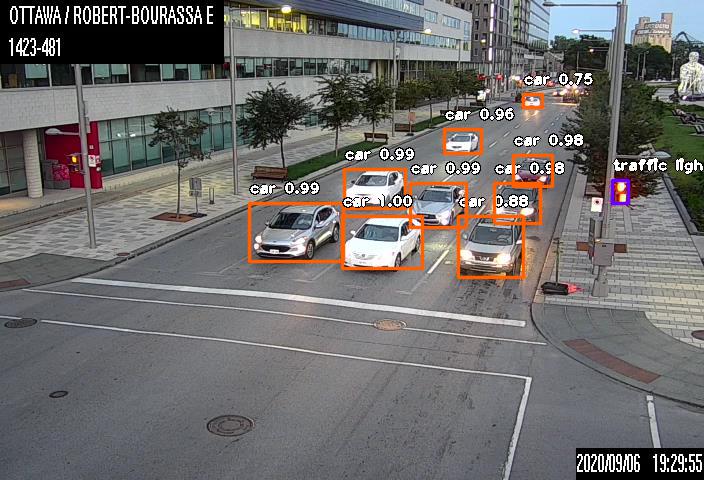 OTTAWA / ROBERT-BOURASSA E
1423-481
car 0.75
car 0.96
car 0.98
car 0.99
car 0.99
car 0.98
traffic ligh
car 0.99
car 1.00
car 0.88
2020/09/06 19:29:55